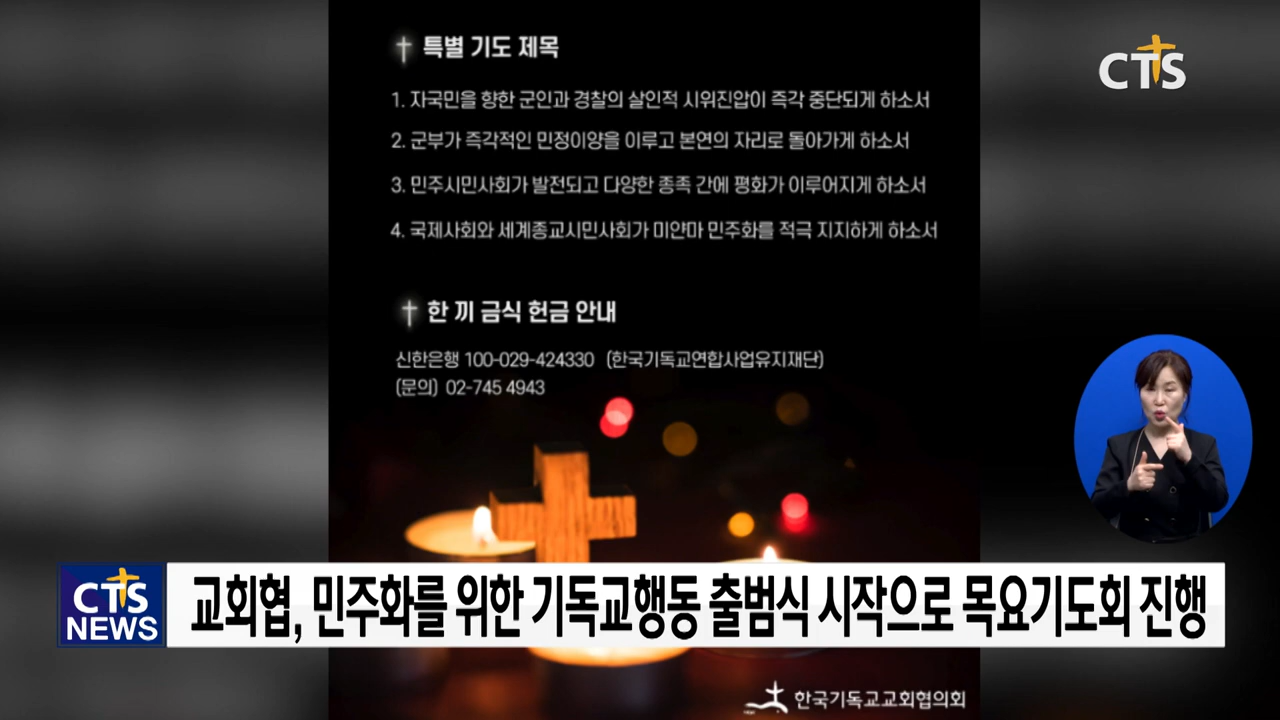 ✝ 특별 기도 제목
CTS
1. 자국민을 향한 군인과 경찰의 살인적 시위진압이 즉각 중단되게 하소서
2. 군부가 즉각적인 민정이양을 이루고 본연의 자리로 돌아가게 하소서
3. 민주시민사회가 발전되고 다양한 종족 간에 평화가 이루어지게 하소서
4. 국제사회와 세계종교시민사회가 미얀마 민주화를 적극 지지하게 하소서
✝ 한 끼 금식 헌금 안내
신한은행 100-029-424330 (한국기독교연합사업유지재단)
(문의) 02-745 4943
CTS NEWS
교회협, 민주화를 위한 기독교행동 출범식 시작으로 목요기도회 진행
한국기독교교회협의회